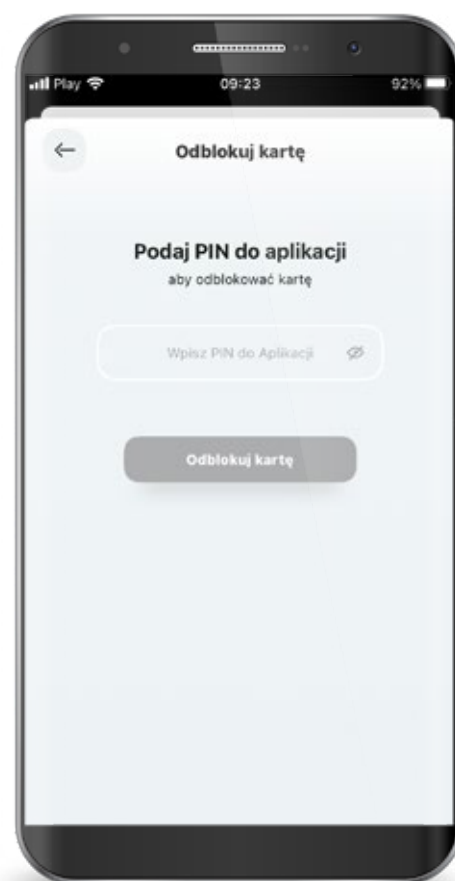 Play 09:23 92%
Odblokuj kartę
Podaj PIN do aplikacji
aby odblokować kartę
Wpisz PIN do Aplikacji
Odblokuj kartę